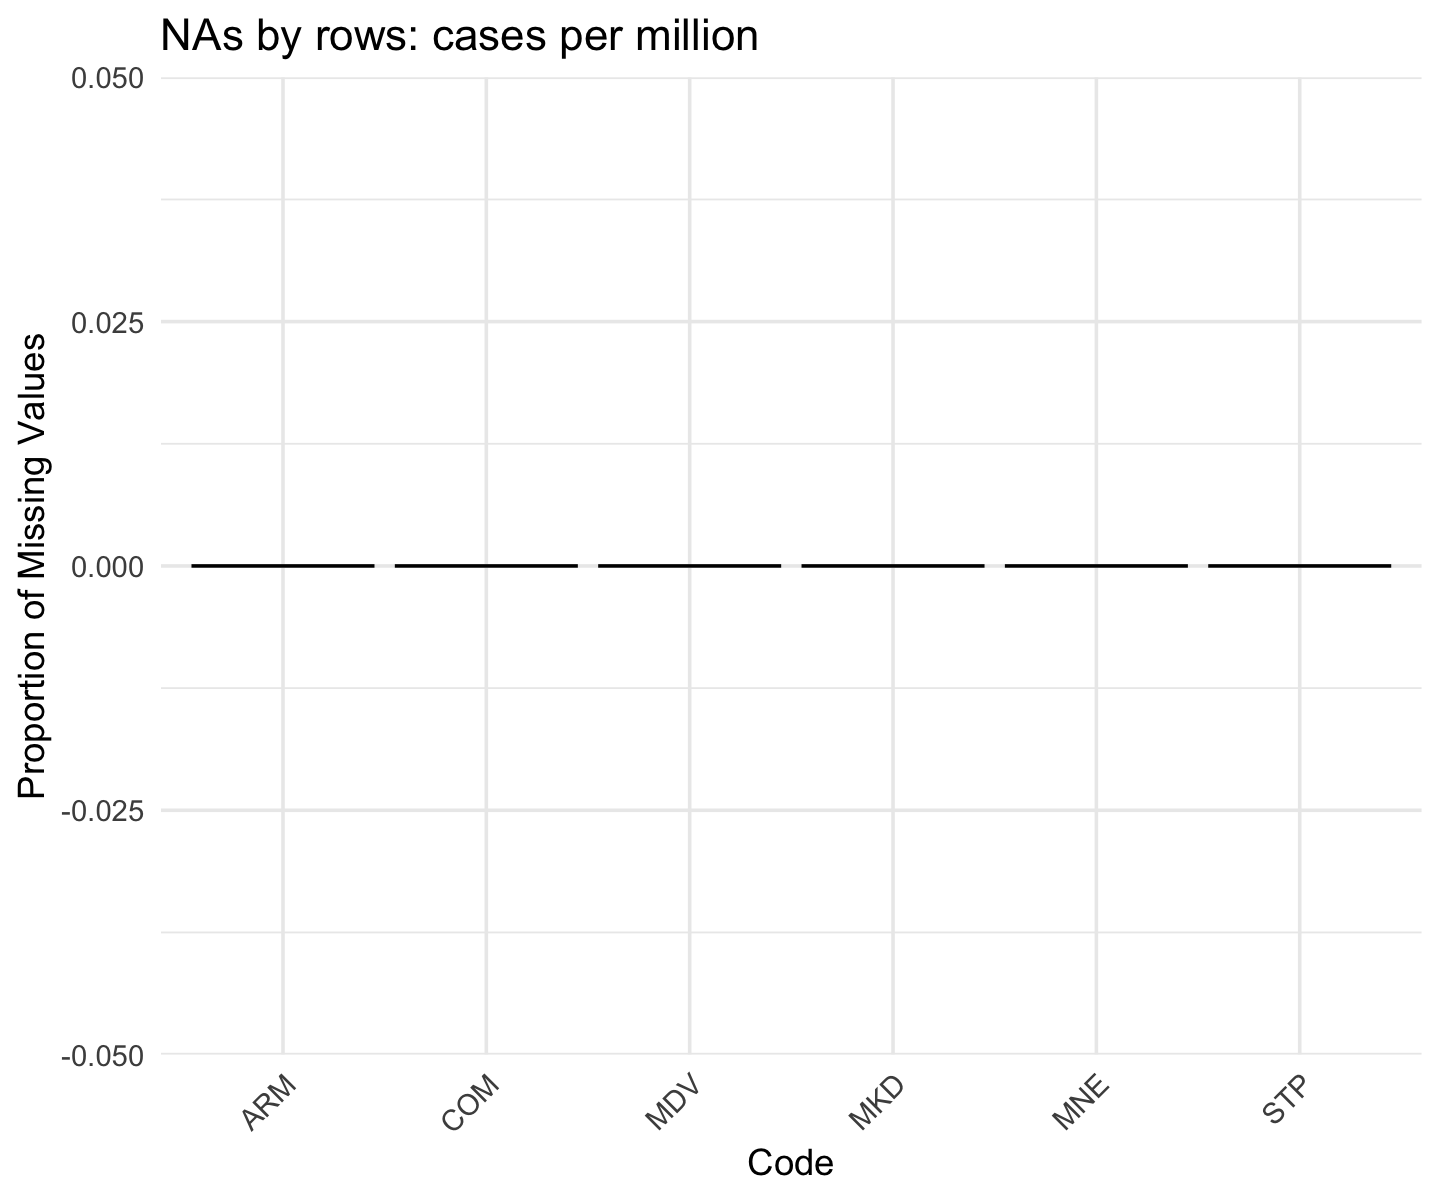 NAs by rows: cases per million
Proportion of Missing Values
0.050
0.025
0.000
-0.025
-0.050
ARM
COM
MDV
MKD
MNE
STP
Code